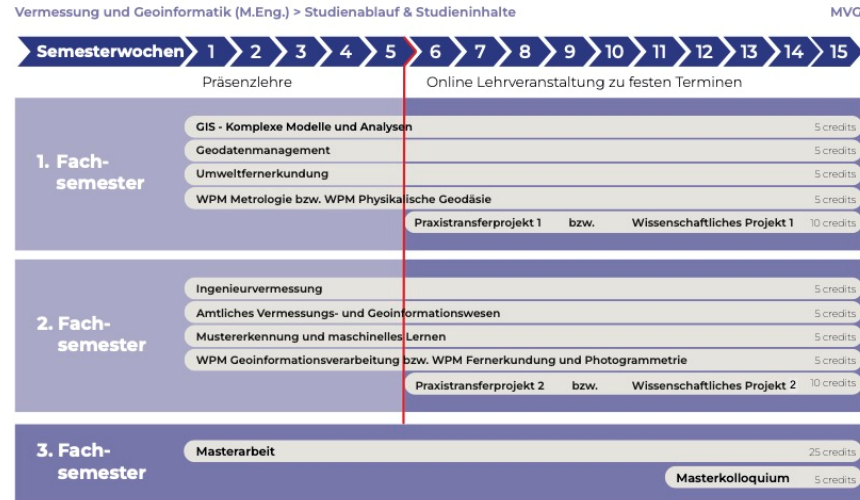 Vermessung und Geoinformatik (M.Eng.) > Studienablauf & Studieninhalte MVG
Semesterwochen 1 2 3 4 5 6 7 8 9 10 11 12 13 14 15
Präsenzlehre Online Lehrveranstaltung zu festen Terminen
1. Fach-
semester
GIS - Komplexe Modelle und Analysen 5 credits
Geodatenmanagement 5 credits
Umweltfernerkundung 5 credits
WPM Metrologie bzw. WPM Physikalische Geodäsie 5 credits
Praxistransferprojekt 1 bzw. Wissenschaftliches Projekt 1 10 credits
2. Fach-
semester
Ingenieurvermessung 5 credits
Amtliches Vermessungs- und Geoinformationswesen 5 credits
Mustererkennung und maschinelles Lernen 5 credits
WPM Geoinformationsverarbeitung bzw. WPM Fernerkundung und Photogrammetrie 5 credits
Praxistransferprojekt 2 bzw. Wissenschaftliches Projekt 2 10 credits
3. Fach-
semester
Masterarbeit 25 credits
Masterkolloquium 5 credits